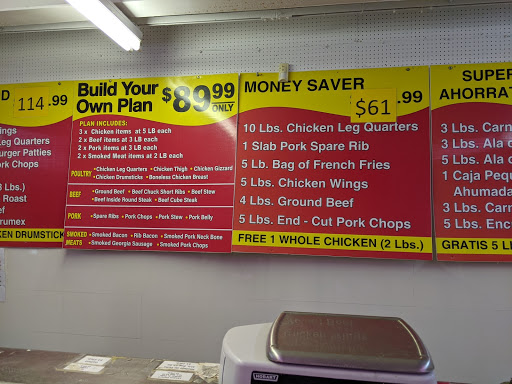 D
114.99
ngs
Leg Quarters
urger Patties
rk Chops
Lbs.)
Roast
ef
rumex
KEN DRUMSTICK
Build Your
Own Plan
$89.99
ONLY
PLAN INCLUDES:
3 x Chicken items at 5 LB each
2 x Beef items at 3 LB each
2 x Pork items at 3 LB each
2 x Smoked Meat items at 2 LB each
POULTRY •Chicken Leg Quarters •Chicken Thigh •Chicken Gizzard
•Chicken Drumsticks •Boneless Chicken Breast
BEEF •Ground Beef •Beef Chuck Short Ribs •Beef Stew
•Beef Inside Round Steak •Beef Cube Steak
PORK •Spare Ribs •Pork Chops •Pork Stew •Pork Belly
SMOKED MEATS •Smoked Bacon •Rib Bacon •Smoked Pork Neck Bone
•Smoked Georgia Sausage •Smoked Pork Chops
MONEY SAVER
$61.99
10 Lbs. Chicken Leg Quarters
1 Slab Pork Spare Rib
5 Lb. Bag of French Fries
5 Lbs. Chicken Wings
4 Lbs. Ground Beef
5 Lbs. End - Cut Pork Chops
FREE 1 WHOLE CHICKEN (2 Lbs.)
SUPER
AHORRAT
3 Lbs. Carn
3 Lbs. Ala
5 Lbs. Ala
1 Caja Pequ
Ahumada
3 Lbs. Carn
5 Lbs. Enc
GRATIS 5 L
HOBART